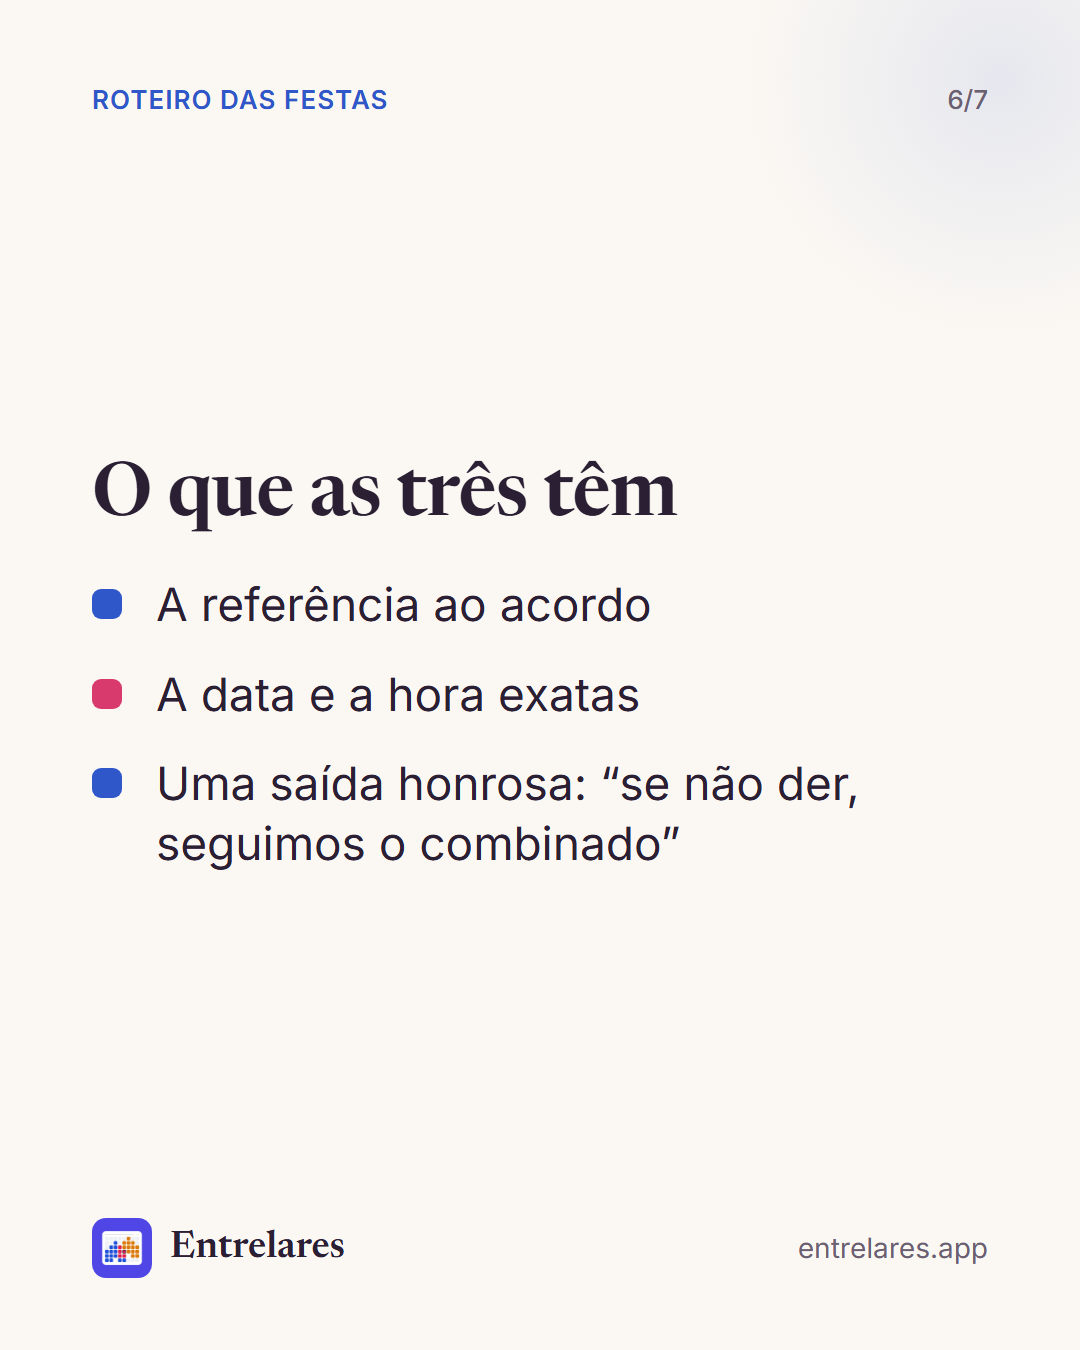 ROTEIRO DAS FESTAS
6/7
O que as três têm
A referência ao acordo
A data e a hora exatas
Uma saída honrosa: “se não der,
seguimos o combinado”
Entrelares
entrelares.app